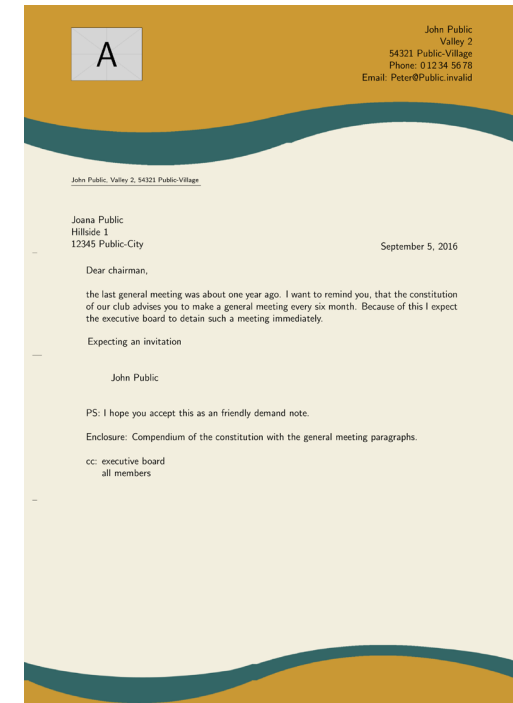 A
John Public
Valley 2
54321 Public-Village
Phone: 0 12 34 56 78
Email: Peter@Public.invalid
John Public, Valley 2, 54321 Public-Village
Joana Public
Hillside 1
12345 Public-City
September 5, 2016
Dear chairman,
the last general meeting was about one year ago. I want to remind you, that the constitution
of our club advises you to make a general meeting every six month. Because of this I expect
the executive board to detain such a meeting immediately.
Expecting an invitation
John Public
PS: I hope you accept this as an friendly demand note.
Enclosure: Compendium of the constitution with the general meeting paragraphs.
cc: executive board
all members